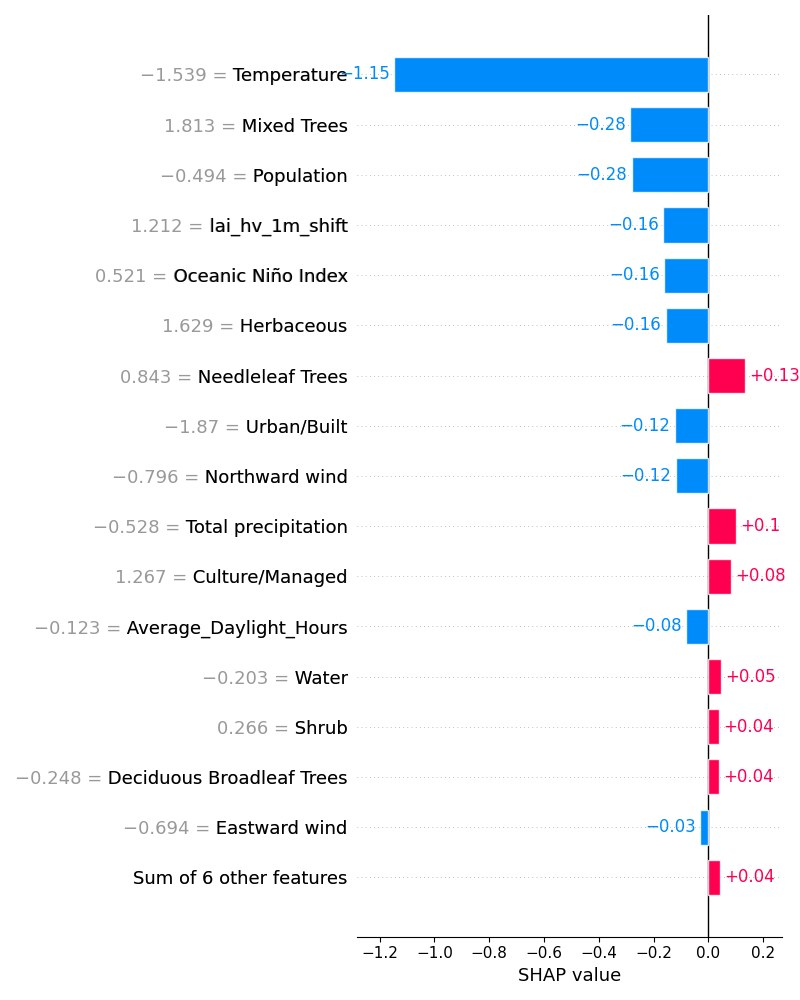 −1.539 = Temperature −1.15
1.813 = Mixed Trees −0.28
−0.494 = Population −0.28
1.212 = lai_hv_1m_shift −0.16
0.521 = Oceanic Niño Index −0.16
1.629 = Herbaceous −0.16
0.843 = Needleleaf Trees +0.13
−1.87 = Urban/Built −0.12
−0.796 = Northward wind −0.12
−0.528 = Total precipitation +0.1
1.267 = Culture/Managed +0.08
−0.123 = Average_Daylight_Hours −0.08
−0.203 = Water +0.05
0.266 = Shrub +0.04
−0.248 = Deciduous Broadleaf Trees +0.04
−0.694 = Eastward wind −0.03
Sum of 6 other features +0.04
−1.2 −1.0 −0.8 −0.6 −0.4 −0.2 0.0 0.2
SHAP value